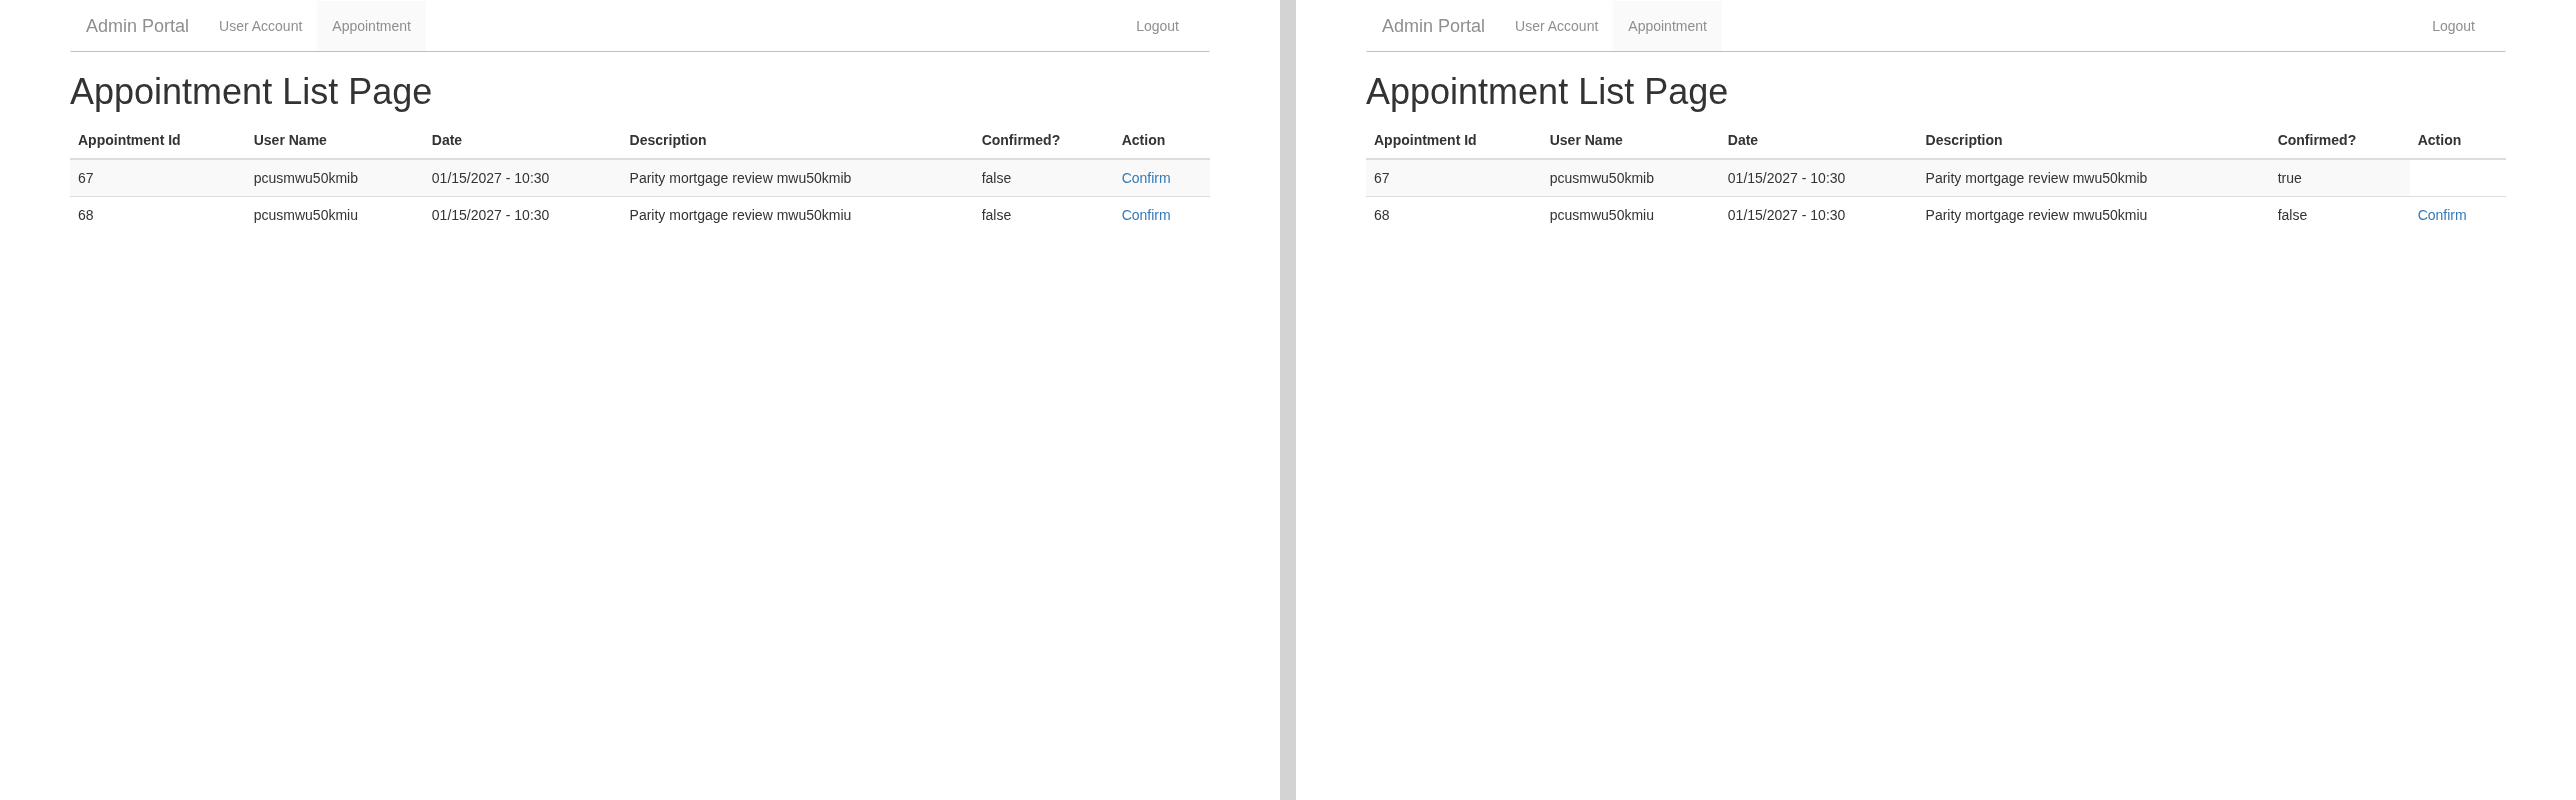 Admin Portal User Account Appointment Logout
Appointment List Page
Appointment Id User Name Date Description Confirmed? Action
67 pcusmwu50kmib 01/15/2027 - 10:30 Parity mortgage review mwu50kmib false Confirm
68 pcusmwu50kmiu 01/15/2027 - 10:30 Parity mortgage review mwu50kmiu false Confirm
Admin Portal User Account Appointment Logout
Appointment List Page
Appointment Id User Name Date Description Confirmed? Action
67 pcusmwu50kmib 01/15/2027 - 10:30 Parity mortgage review mwu50kmib true
68 pcusmwu50kmiu 01/15/2027 - 10:30 Parity mortgage review mwu50kmiu false Confirm